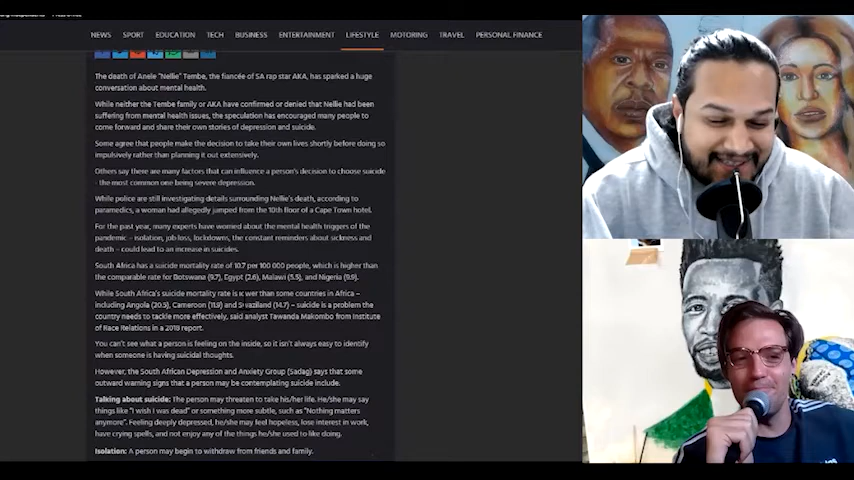 NEWS SPORT EDUCATION TECH BUSINESS ENTERTAINMENT LIFESTYLE MOTORING TRAVEL PERSONAL FINANCE
The death of Anele "Nellie" Tembe, the fiancée of SA rap star AKA, has sparked a huge
conversation about mental health.
While neither the Tembe family or AKA have confirmed or denied that Nellie had been
suffering from mental health issues, the speculation has encouraged many people to
come forward and share their own stories of depression and suicide.
Some agree that people make the decision to take their own lives shortly before doing so
impulsively rather than planning it out extensively.
Others say there are many factors that can influence a person's decision to choose suicide
- the most common one being severe depression.
While police are still investigating details surrounding Nellie's death, according to
paramedics, a woman had allegedly jumped from the 10th floor of a Cape Town hotel.
For the past year, many experts have worried about the mental health triggers of the
pandemic – isolation, job loss, lockdowns, the constant reminders about sickness and
death – could lead to an increase in suicides.
South Africa has a suicide mortality rate of 10.7 per 100 000 people, which is higher than
the comparable rate for Botswana (9.7), Egypt (2.6), Malawi (5.5), and Nigeria (9.9).
While South Africa's suicide mortality rate is lower than some countries in Africa –
including Angola (20.5), Cameroon (11.9) and Swaziland (14.7) – suicide is a problem the
country needs to tackle more effectively, said analyst Tawanda Makombo from Institute
of Race Relations in a 2018 report.
You can't see what a person is feeling on the inside, so it isn't always easy to identify
when someone is having suicidal thoughts.
However, the South African Depression and Anxiety Group (Sadag) says that some
outward warning signs that a person may be contemplating suicide include.
Talking about suicide: The person may threaten to take his/her life. He/she may say
things like "I wish I was dead" or something more subtle, such as "Nothing matters
anymore". Feeling deeply depressed, he/she may feel hopeless, lose interest in work,
have crying spells, and not enjoy any of the things he/she used to like doing.
Isolation: A person may begin to withdraw from friends and family.